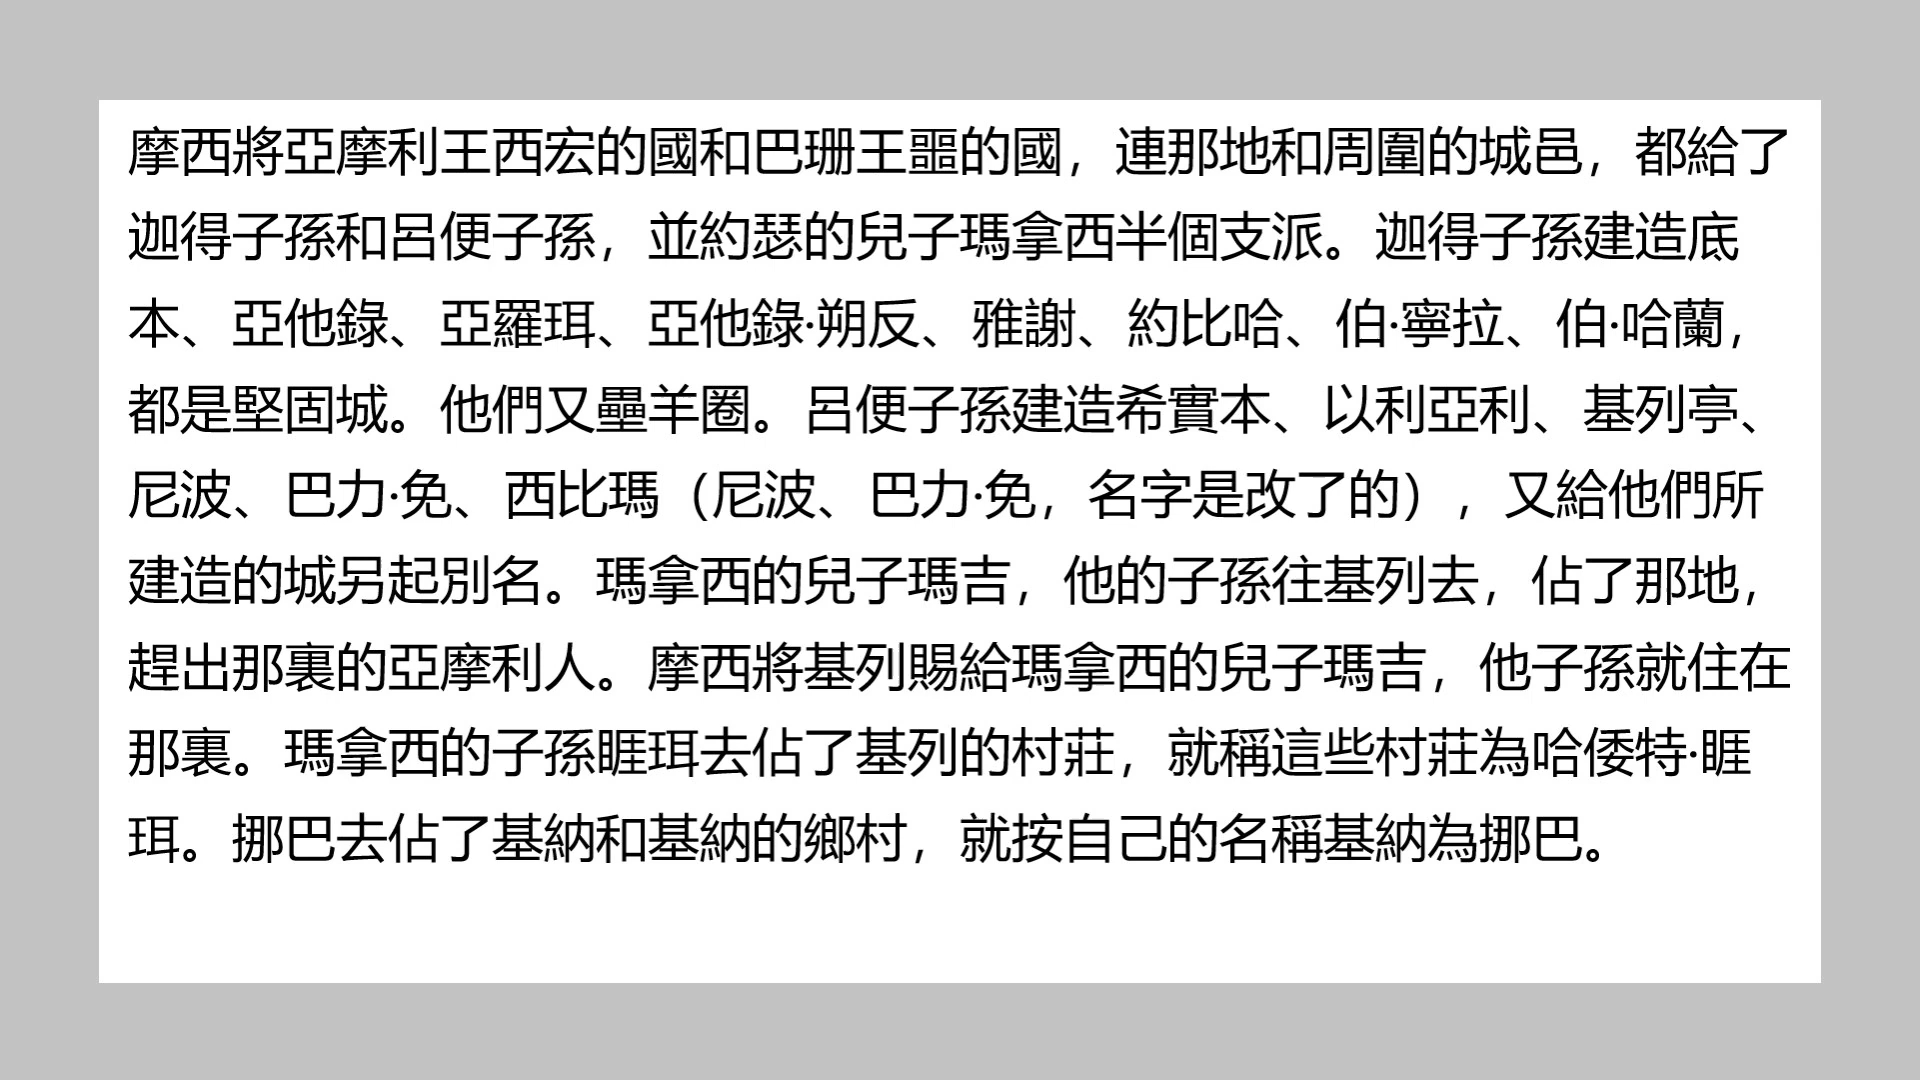 摩西將亞摩利王西宏的國和巴珊王噩的國，連那地和周圍的城邑，都給了
迦得子孫和呂便子孫，並約瑟的兒子瑪拿西半個支派。迦得子孫建造底
本、亞他錄、亞羅珥、亞他錄·朔反、雅謝、約比哈、伯·寧拉、伯·哈蘭，
都是堅固城。他們又壘羊圈。呂便子孫建造希實本、以利亞利、基列亭、
尼波、巴力·免、西比瑪（尼波、巴力·免，名字是改了的），又給他們所
建造的城另起別名。瑪拿西的兒子瑪吉，他的子孫往基列去，佔了那地，
趕出那裏的亞摩利人。摩西將基列賜給瑪拿西的兒子瑪吉，他子孫就住在
那裏。瑪拿西的子孫睚珥去佔了基列的村莊，就稱這些村莊為哈倭特·睚
珥。挪巴去佔了基納和基納的鄉村，就按自己的名稱基納為挪巴。